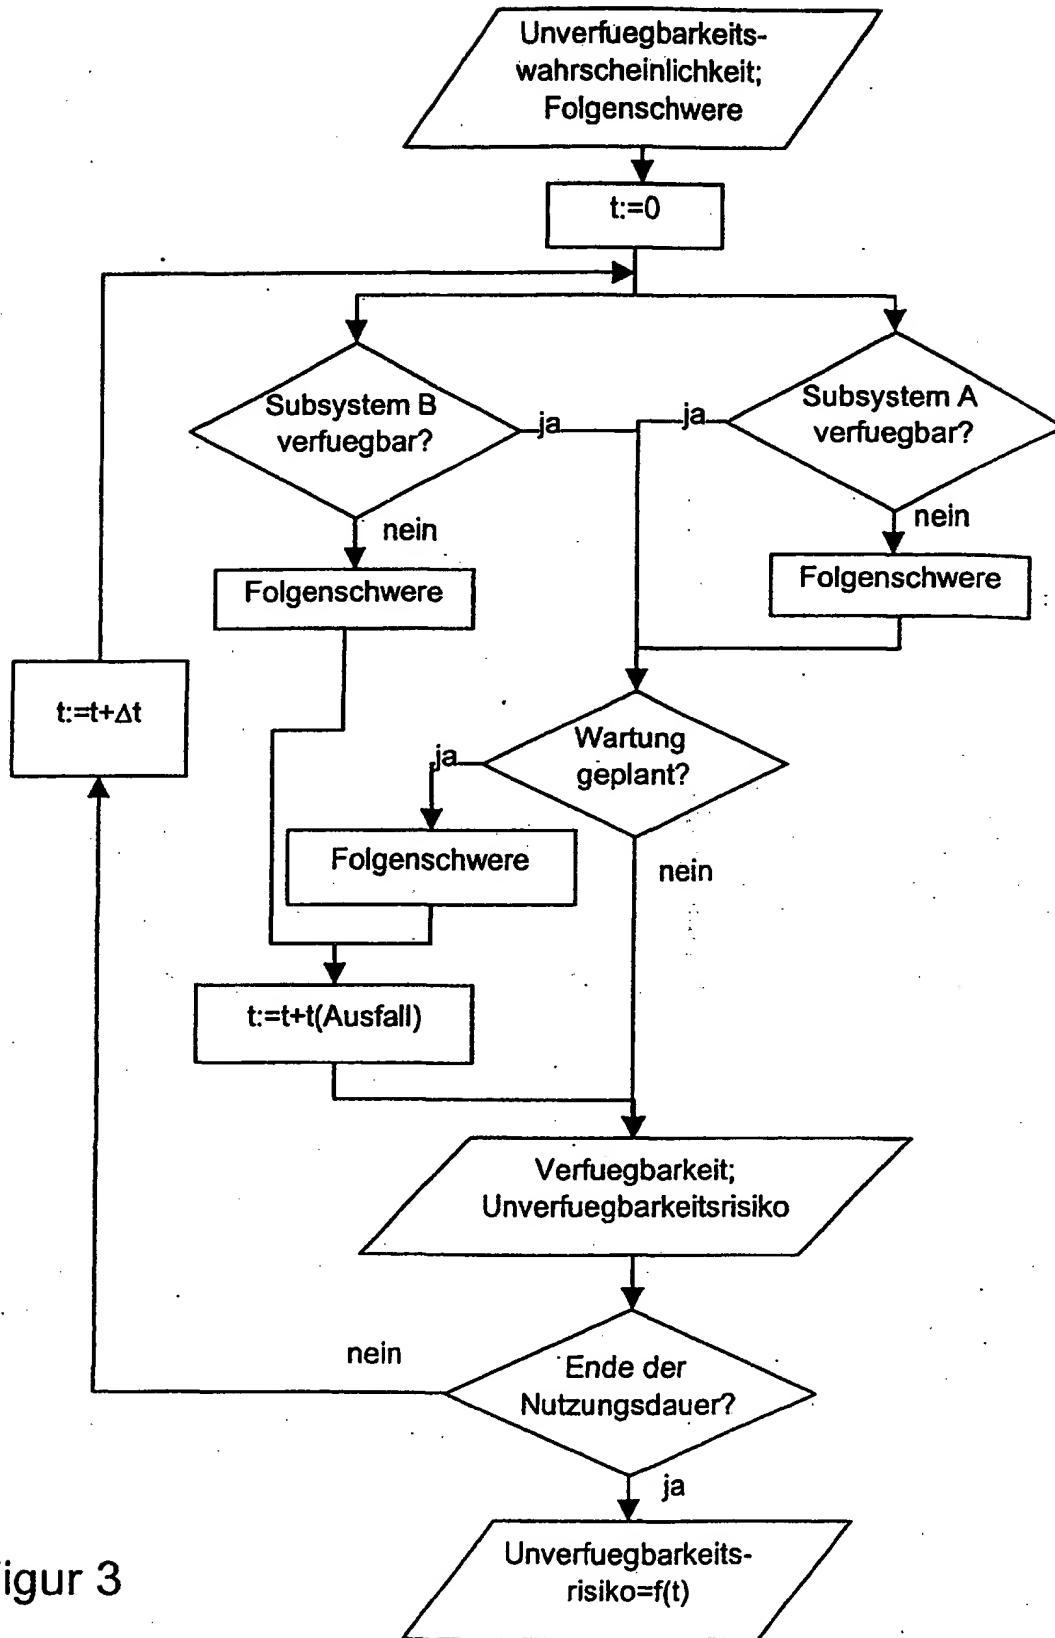 Unverfuegbarkeits-
wahrscheinlichkeit;
Folgenschwere
t:=0
Subsystem B
verfuegbar?
ja
ja
Subsystem A
verfuegbar?
nein
nein
Folgenschwere
Folgenschwere
t:=t+Δt
Wartung
geplant?
ja
Folgenschwere
nein
t:=t+t(Ausfall)
Verfuegbarkeit;
Unverfuegbarkeitsrisiko
nein
Ende der
Nutzungsdauer?
ja
Unverfuegbarkeits-
risiko=f(t)
igur 3